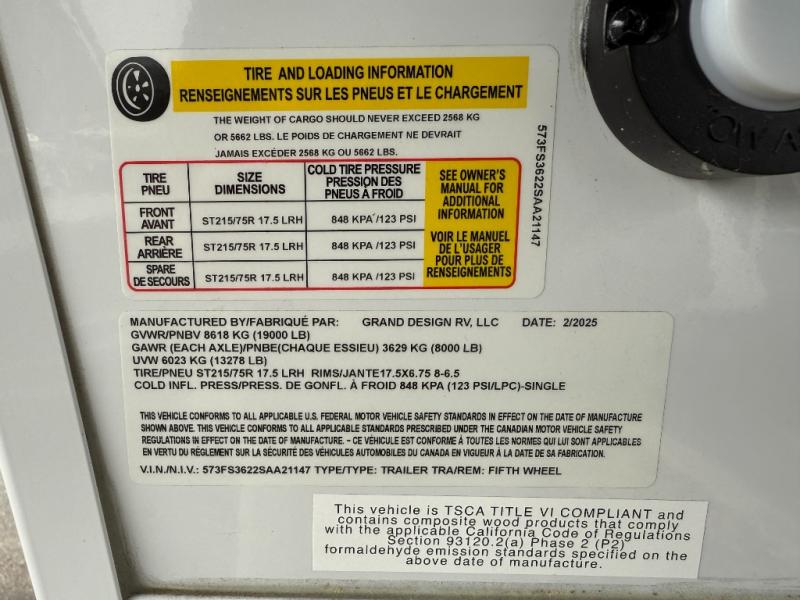 TIRE AND LOADING INFORMATION
RENSEIGNEMENTS SUR LES PNEUS ET LE CHARGEMENT
THE WEIGHT OF CARGO SHOULD NEVER EXCEED 2568 KG
OR 5662 LBS. LE POIDS DE CHARGEMENT NE DEVRAIT
JAMAIS EXCÉDER 2568 KG OU 5662 LBS.
TIRE
PNEU
SIZE
DIMENSIONS
COLD TIRE PRESSURE
PRESSION DES
PNEUS À FROID
FRONT
AVANT
ST215/75R 17.5 LRH
848 KPA /123 PSI
REAR
ARRIÈRE
ST215/75R 17.5 LRH
848 KPA /123 PSI
SPARE
DE SECOURS
ST215/75R 17.5 LRH
848 KPA /123 PSI
SEE OWNER'S
MANUAL FOR
ADDITIONAL
INFORMATION
VOIR LE MANUEL
DE L'USAGER
POUR PLUS DE
RENSEIGNEMENTS
573FS3622SAA21147
MANUFACTURED BY/FABRIQUÉ PAR: GRAND DESIGN RV, LLC DATE: 2/2025
GVWR/PNBV 8618 KG (19000 LB)
GAWR (EACH AXLE)/PNBE(CHAQUE ESSIEU) 3629 KG (8000 LB)
UVW 6023 KG (13278 LB)
TIRE/PNEU ST215/75R 17.5 LRH RIMS/JANTE17.5X6.75 8-6.5
COLD INFL. PRESS/PRESS. DE GONFL. À FROID 848 KPA (123 PSI/LPC)-SINGLE
THIS VEHICLE CONFORMS TO ALL APPLICABLE U.S. FEDERAL MOTOR VEHICLE SAFETY STANDARDS IN EFFECT ON THE DATE OF MANUFACTURE
SHOWN ABOVE. THIS VEHICLE CONFORMS TO ALL APPLICABLE STANDARDS PRESCRIBED UNDER THE CANADIAN MOTOR VEHICLE SAFETY
REGULATIONS IN EFFECT ON THE DATE OF MANUFACTURE. - CE VÉHICULE EST CONFORME À TOUTES LES NORMES QUI LUI SONT APPLICABLES
EN VERTU DU RÈGLEMENT SUR LA SÉCURITÉ DES VÉHICULES AUTOMOBILES DU CANADA EN VIGUEUR À LA DATE DE SA FABRICATION.
V.I.N./N.I.V.: 573FS3622SAA21147 TYPE/TYPE: TRAILER TRA/REM: FIFTH WHEEL
This vehicle is TSCA TITLE VI COMPLIANT and
contains composite wood products that comply
with the applicable California Code of Regulations
Section 93120.2(a) Phase 2 (P2)
formaldehyde emission standards specified on the
above date of manufacture.